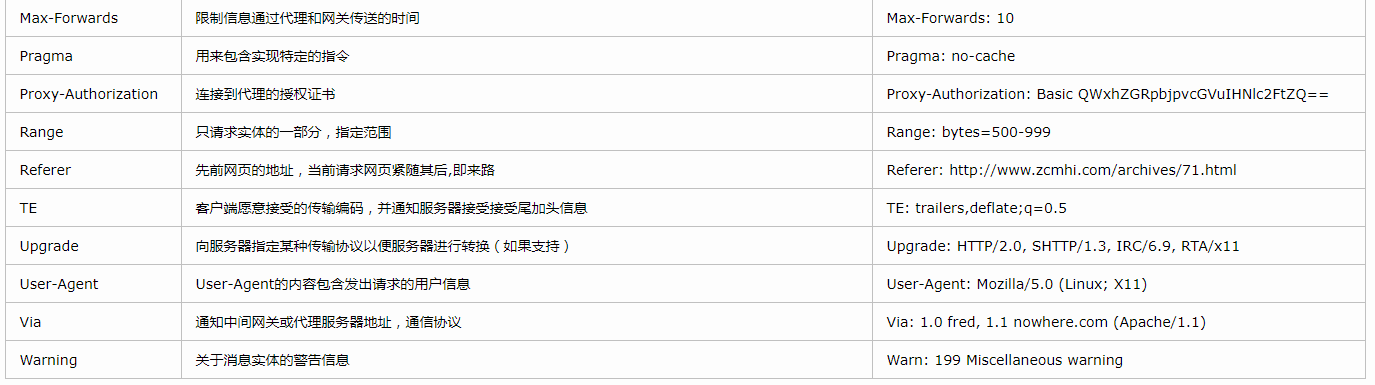 Max-Forwards 限制信息通过代理和网关传送的时间 Max-Forwards: 10
Pragma 用来包含实现特定的指令 Pragma: no-cache
Proxy-Authorization 连接到代理的授权证书 Proxy-Authorization: Basic QWxhZGRpbjpvcGVuIHNlc2FtZQ==
Range 只请求实体的一部分，指定范围 Range: bytes=500-999
Referer 先前网页的地址，当前请求网页紧随其后,即来路 Referer: http://www.zcmhi.com/archives/71.html
TE 客户端愿意接受的传输编码，并通知服务器接受接受尾加头信息 TE: trailers,deflate;q=0.5
Upgrade 向服务器指定某种传输协议以便服务器进行转换（如果支持） Upgrade: HTTP/2.0, SHTTP/1.3, IRC/6.9, RTA/x11
User-Agent User-Agent的内容包含发出请求的用户信息 User-Agent: Mozilla/5.0 (Linux; X11)
Via 通知中间网关或代理服务器地址，通信协议 Via: 1.0 fred, 1.1 nowhere.com (Apache/1.1)
Warning 关于消息实体的警告信息 Warn: 199 Miscellaneous warning